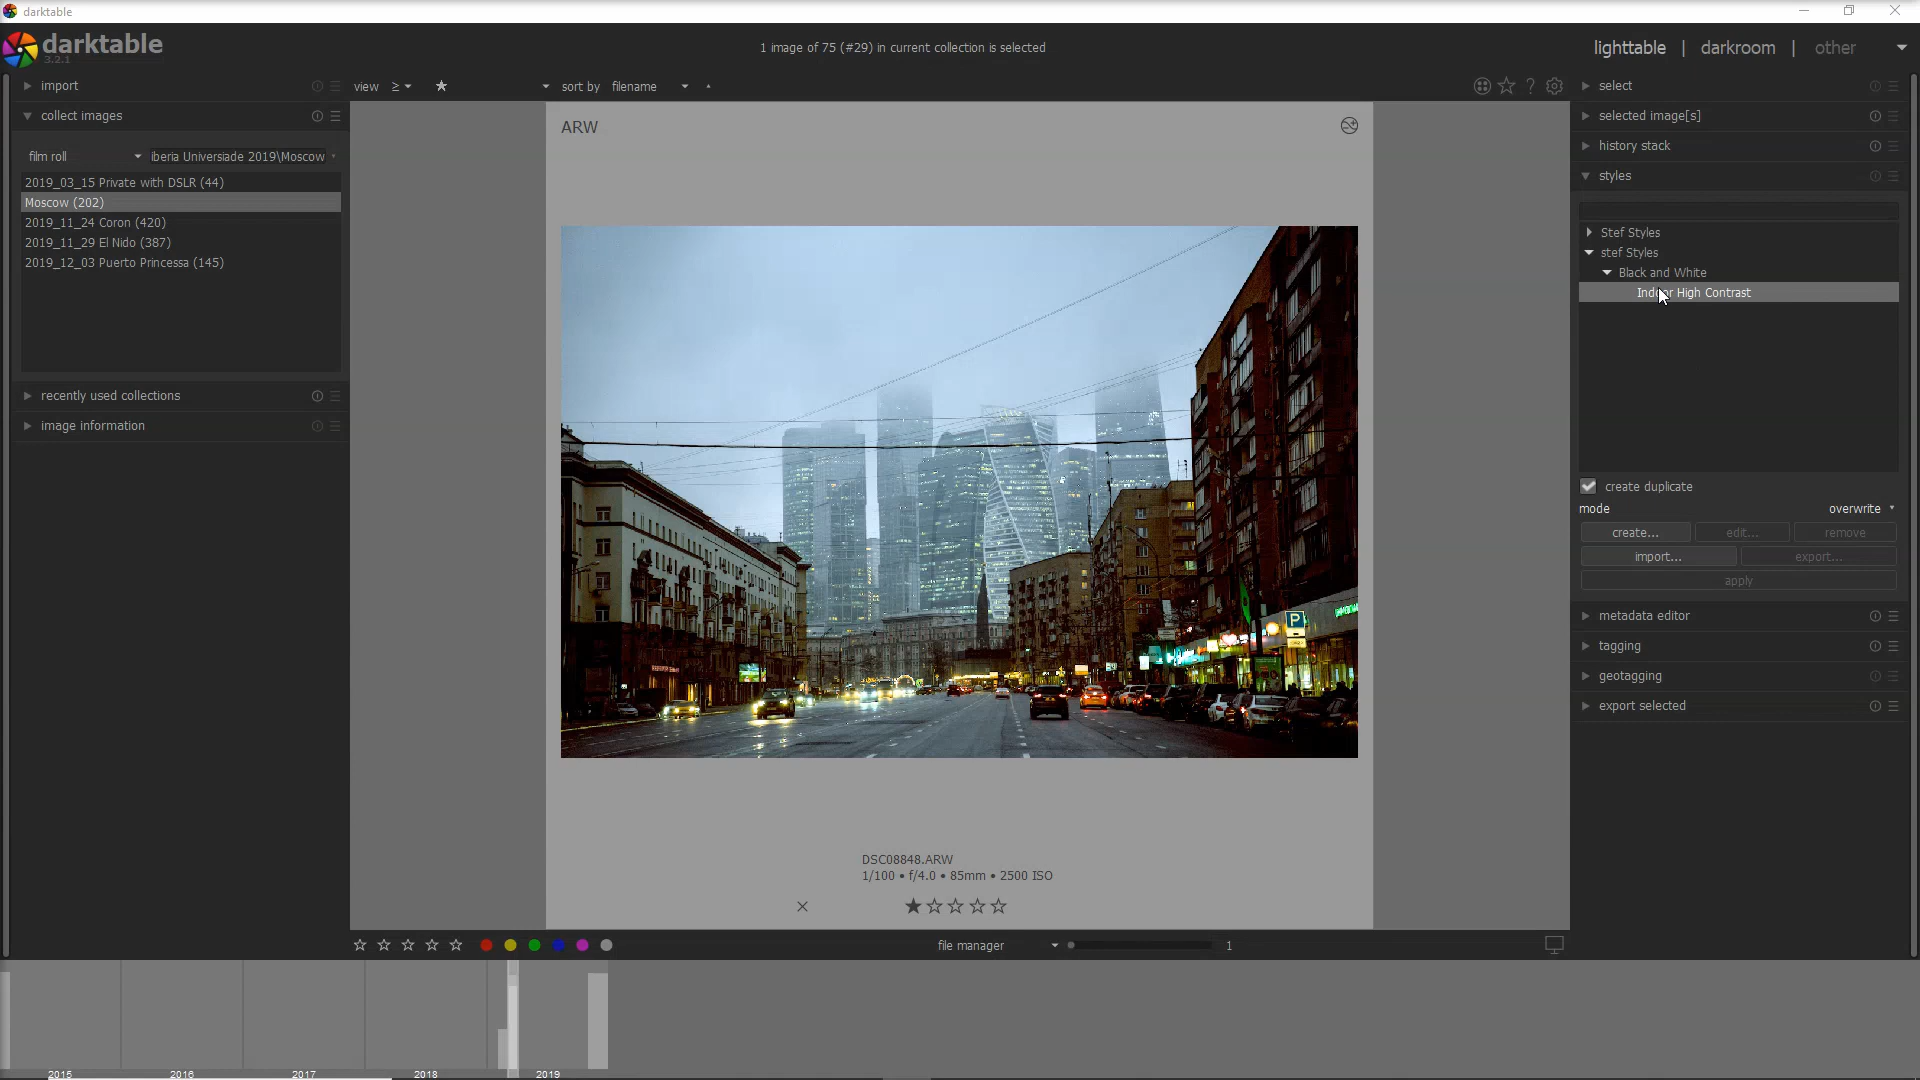 darktable
darktable
3.2.1
1 image of 75 (#29) in current collection is selected
lighttable | darkroom | other
import
view ≥ ★ sort by filename
collect images
film roll iberia Universiade 2019\Moscow
2019_03_15 Private with DSLR (44)
Moscow (202)
2019_11_24 Coron (420)
2019_11_29 El Nido (387)
2019_12_03 Puerto Princessa (145)
recently used collections
image information
ARW
P
DSC08848.ARW
1/100 • f/4.0 • 85mm • 2500 ISO
file manager 1
select
selected image[s]
history stack
styles
Stef Styles
stef Styles
Black and White
Indoor High Contrast
create duplicate
mode overwrite
create... edit... remove
import... export...
apply
metadata editor
tagging
geotagging
export selected
2015 2016 2017 2018 2019